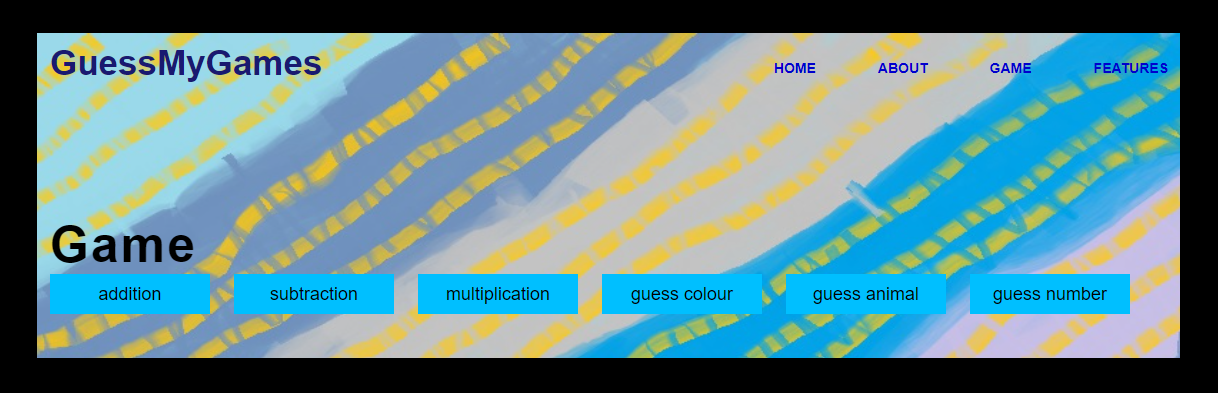 GuessMyGames
HOME ABOUT GAME FEATURES
Game
addition subtraction multiplication guess colour guess animal guess number